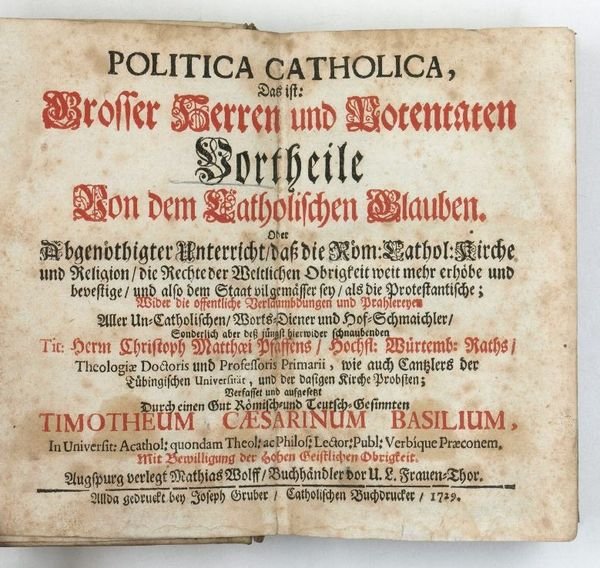 POLITICA CATHOLICA,
Das ist:
Grosser Herren und Potentaten
Vortheile
Von dem Catholischen Glauben.
Oder
Abgenöthigter Unterricht/ daß die Röm: Cathol: Kirche
und Religion/ die Rechte der Weltlichen Obrigkeit weit mehr erhöbe und
bevestige/ und also dem Staat vil gemässer sey/ als die Protestantische;
Wider die öffentliche Verläumbdungen und Prahlereyen
Aller Un-Catholischen/ Worts-Diener und Hof-Schmaichler/
Sonderlich aber deß jüngst hierwider schnaubenden
Tit: Herrn Christoph Matthæi Pfaffens/ Hochfl: Würtemb: Raths/
Theologiæ Doctoris und Professoris Primarii, wie auch Cantzlers der
Tübingischen Universität, und der dasigen Kirche Probsten;
Verfasset und aufgesetzt
Durch einen Gut Römisch- und Teutsch-Gesinnten
TIMOTHEUM CÆSARINUM BASILIUM,
In Universit: Acathol: quondam Theol: ac Philos: Lector: Publ: Verbique Præconem.
Mit Bewilligung der hohen Geistlichen Obrigkeit.
Augspurg verlegt Mathias Wolff/ Buchhändler vor U. L. Frauen-Thor.
Allda gedruckt bey Joseph Gruber/ Catholischen Buchdrucker/ 1729.